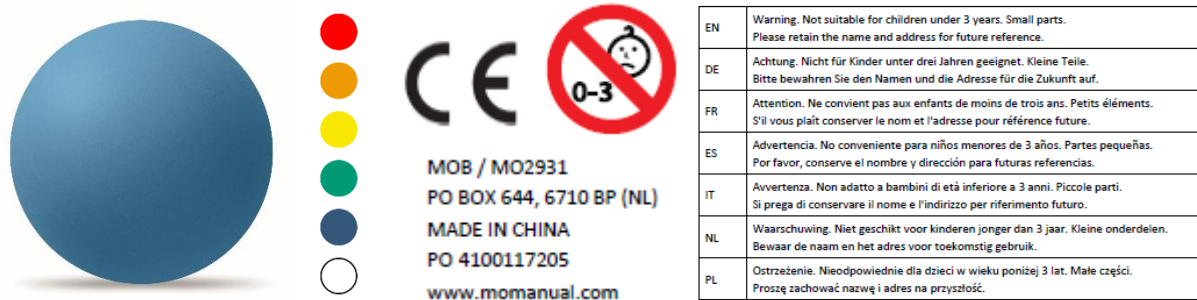 CE
0-3
MOB / MO2931
PO BOX 644, 6710 BP (NL)
MADE IN CHINA
PO 4100117205
www.momanual.com
EN
Warning. Not suitable for children under 3 years. Small parts.
Please retain the name and address for future reference.
DE
Achtung. Nicht für Kinder unter drei Jahren geeignet. Kleine Teile.
Bitte bewahren Sie den Namen und die Adresse für die Zukunft auf.
FR
Attention. Ne convient pas aux enfants de moins de trois ans. Petits éléments.
S'il vous plaît conserver le nom et l'adresse pour référence future.
ES
Advertencia. No conveniente para niños menores de 3 años. Partes pequeñas.
Por favor, conserve el nombre y dirección para futuras referencias.
IT
Avvertenza. Non adatto a bambini di età inferiore a 3 anni. Piccole parti.
Si prega di conservare il nome e l'indirizzo per riferimento futuro.
NL
Waarschuwing. Niet geschikt voor kinderen jonger dan 3 jaar. Kleine onderdelen.
Bewaar de naam en het adres voor toekomstig gebruik.
PL
Ostrzeżenie. Nieodpowiednie dla dzieci w wieku poniżej 3 lat. Małe części.
Proszę zachować nazwę i adres na przyszłość.